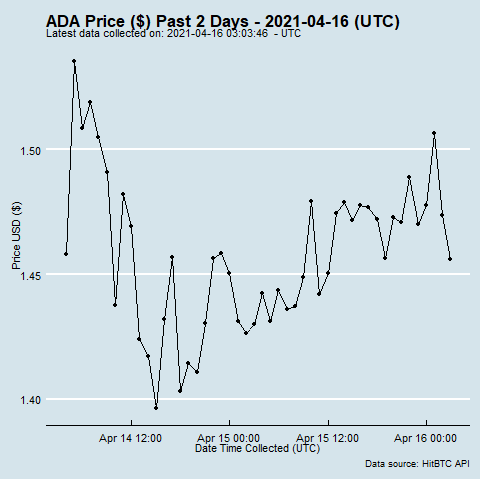 ADA Price ($) Past 2 Days - 2021-04-16 (UTC)
Latest data collected on: 2021-04-16 03:03:46 - UTC
1.50
1.45
1.40
Price USD ($)
Apr 14 12:00
Apr 15 00:00
Apr 15 12:00
Apr 16 00:00
Date Time Collected (UTC)
Data source: HitBTC API